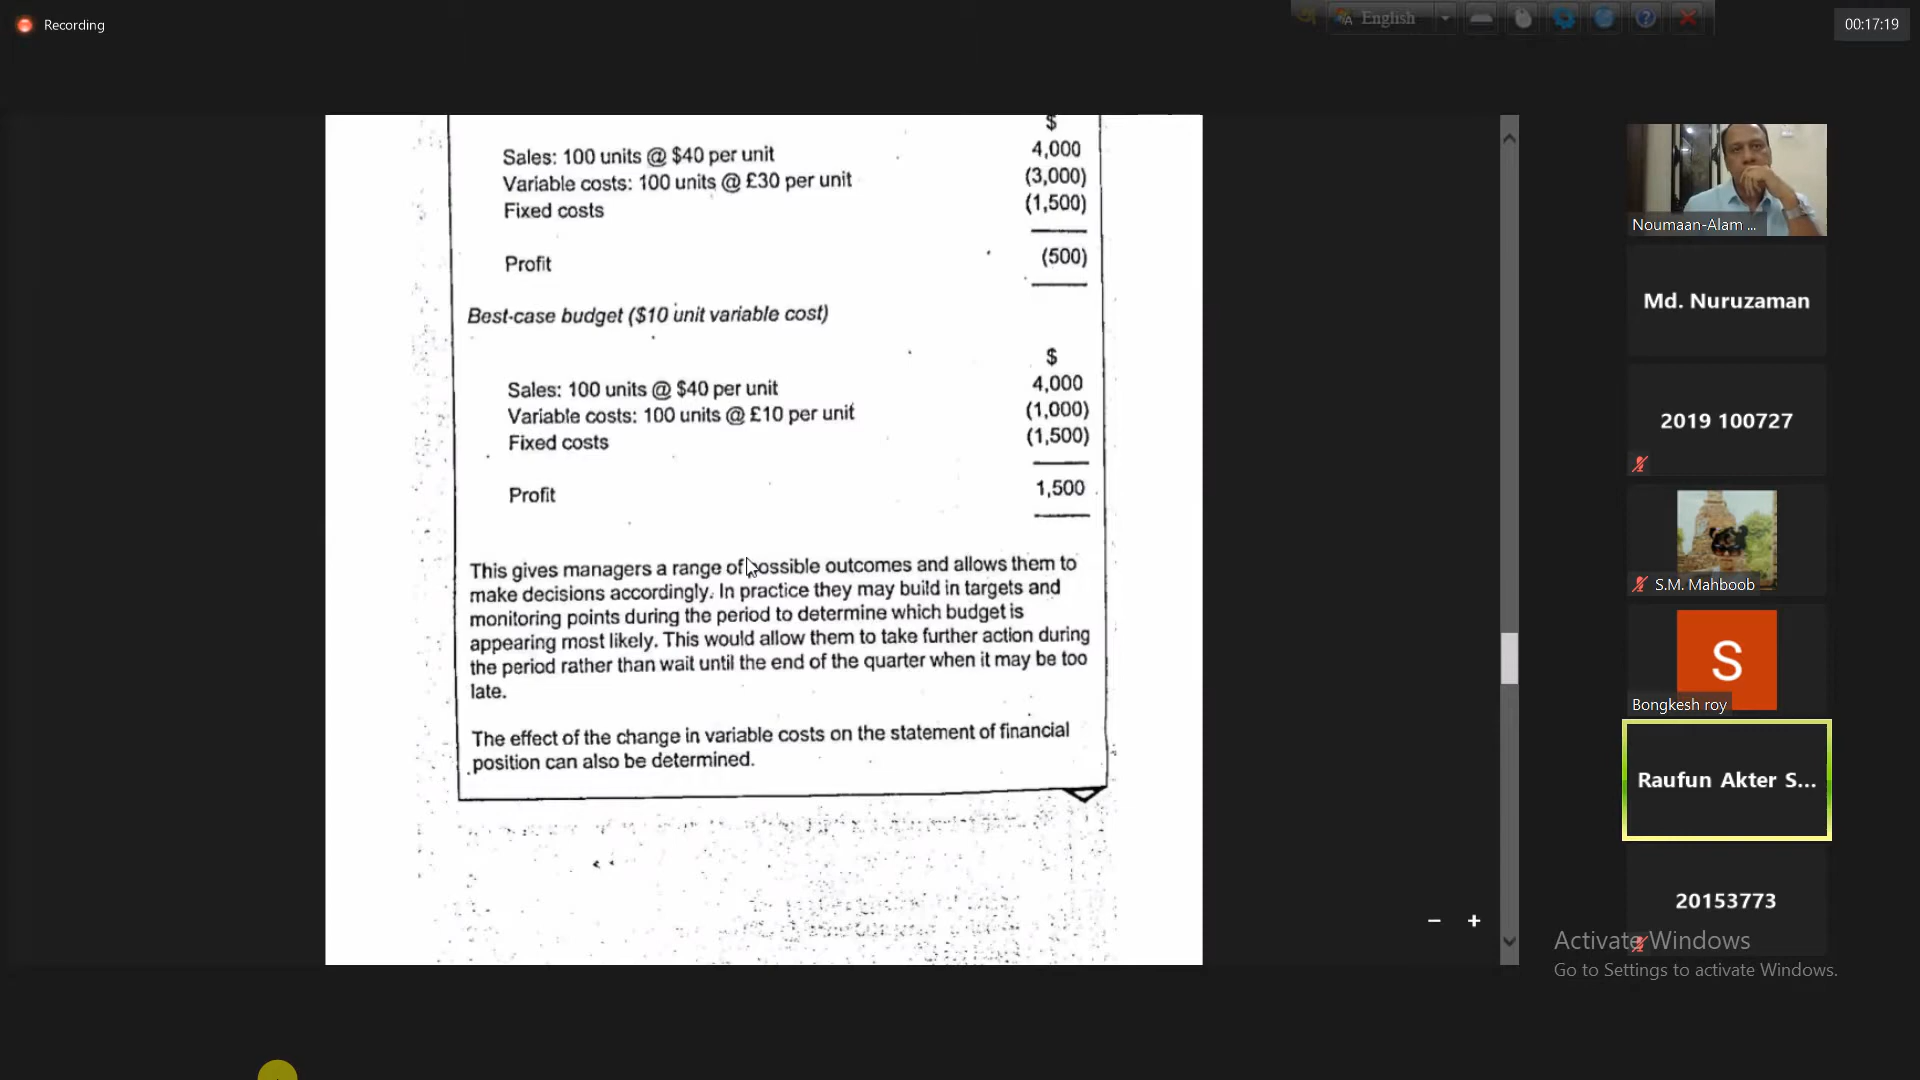 Recording
English
00:17:19
$
Sales: 100 units @ $40 per unit 4,000
Variable costs: 100 units @ £30 per unit (3,000)
Fixed costs (1,500)
Profit (500)
Best-case budget ($10 unit variable cost)
$
Sales: 100 units @ $40 per unit 4,000
Variable costs: 100 units @ £10 per unit (1,000)
Fixed costs (1,500)
Profit 1,500
This gives managers a range of possible outcomes and allows them to
make decisions accordingly. In practice they may build in targets and
monitoring points during the period to determine which budget is
appearing most likely. This would allow them to take further action during
the period rather than wait until the end of the quarter when it may be too
late.
The effect of the change in variable costs on the statement of financial
position can also be determined.
Noumaan-Alam ...
Md. Nuruzaman
2019 100727
S.M. Mahboob
S
Bongkesh roy
Raufun Akter S...
20153773
Activate Windows
Go to Settings to activate Windows.